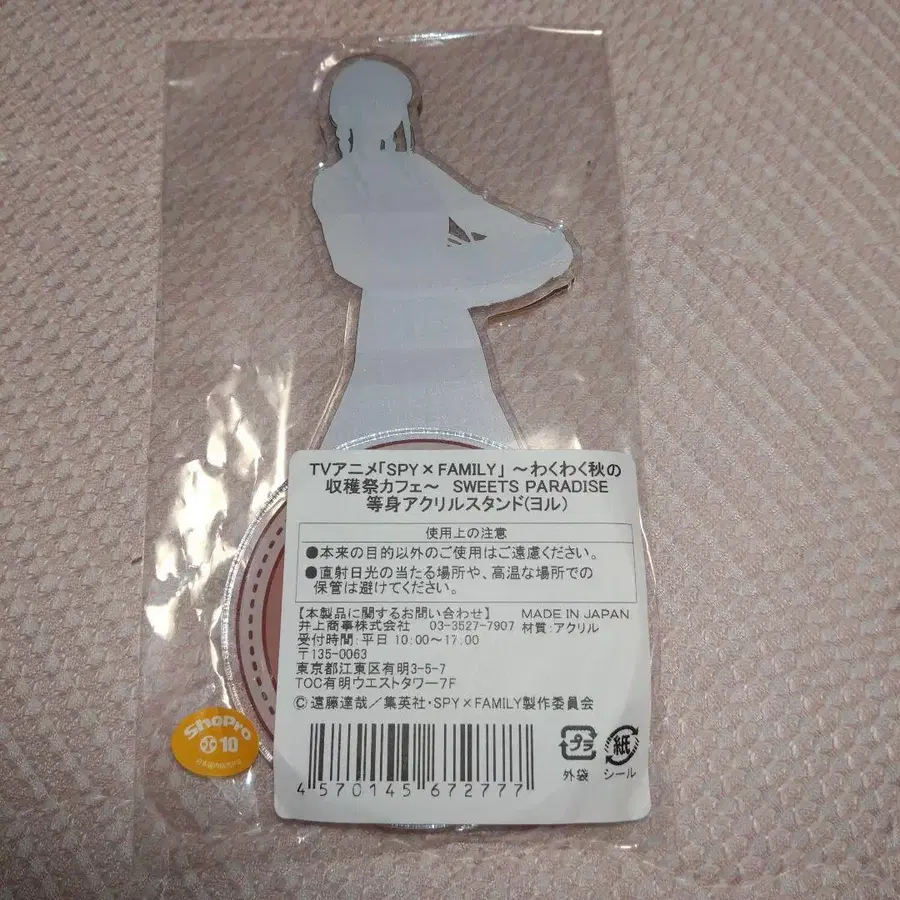 TVアニメ「SPY×FAMILY」 ～わくわく秋の
収穫祭カフェ～ SWEETS PARADISE
等身アクリルスタンド(ヨル)
使用上の注意
●本来の目的以外のご使用はご遠慮ください。
●直射日光の当たる場所や、高温な場所での
保管は避けてください。
【本製品に関するお問い合わせ】 MADE IN JAPAN
井上商事株式会社 03-3527-7907 材質:アクリル
受付時間:平日 10:00～17:00
〒135-0063
東京都江東区有明3-5-7
TOC有明ウエストタワー7F
© 遠藤達哉／集英社・SPY×FAMILY製作委員会
4 570145 672777
プラ
外袋
紙
シール
ShoPro
10